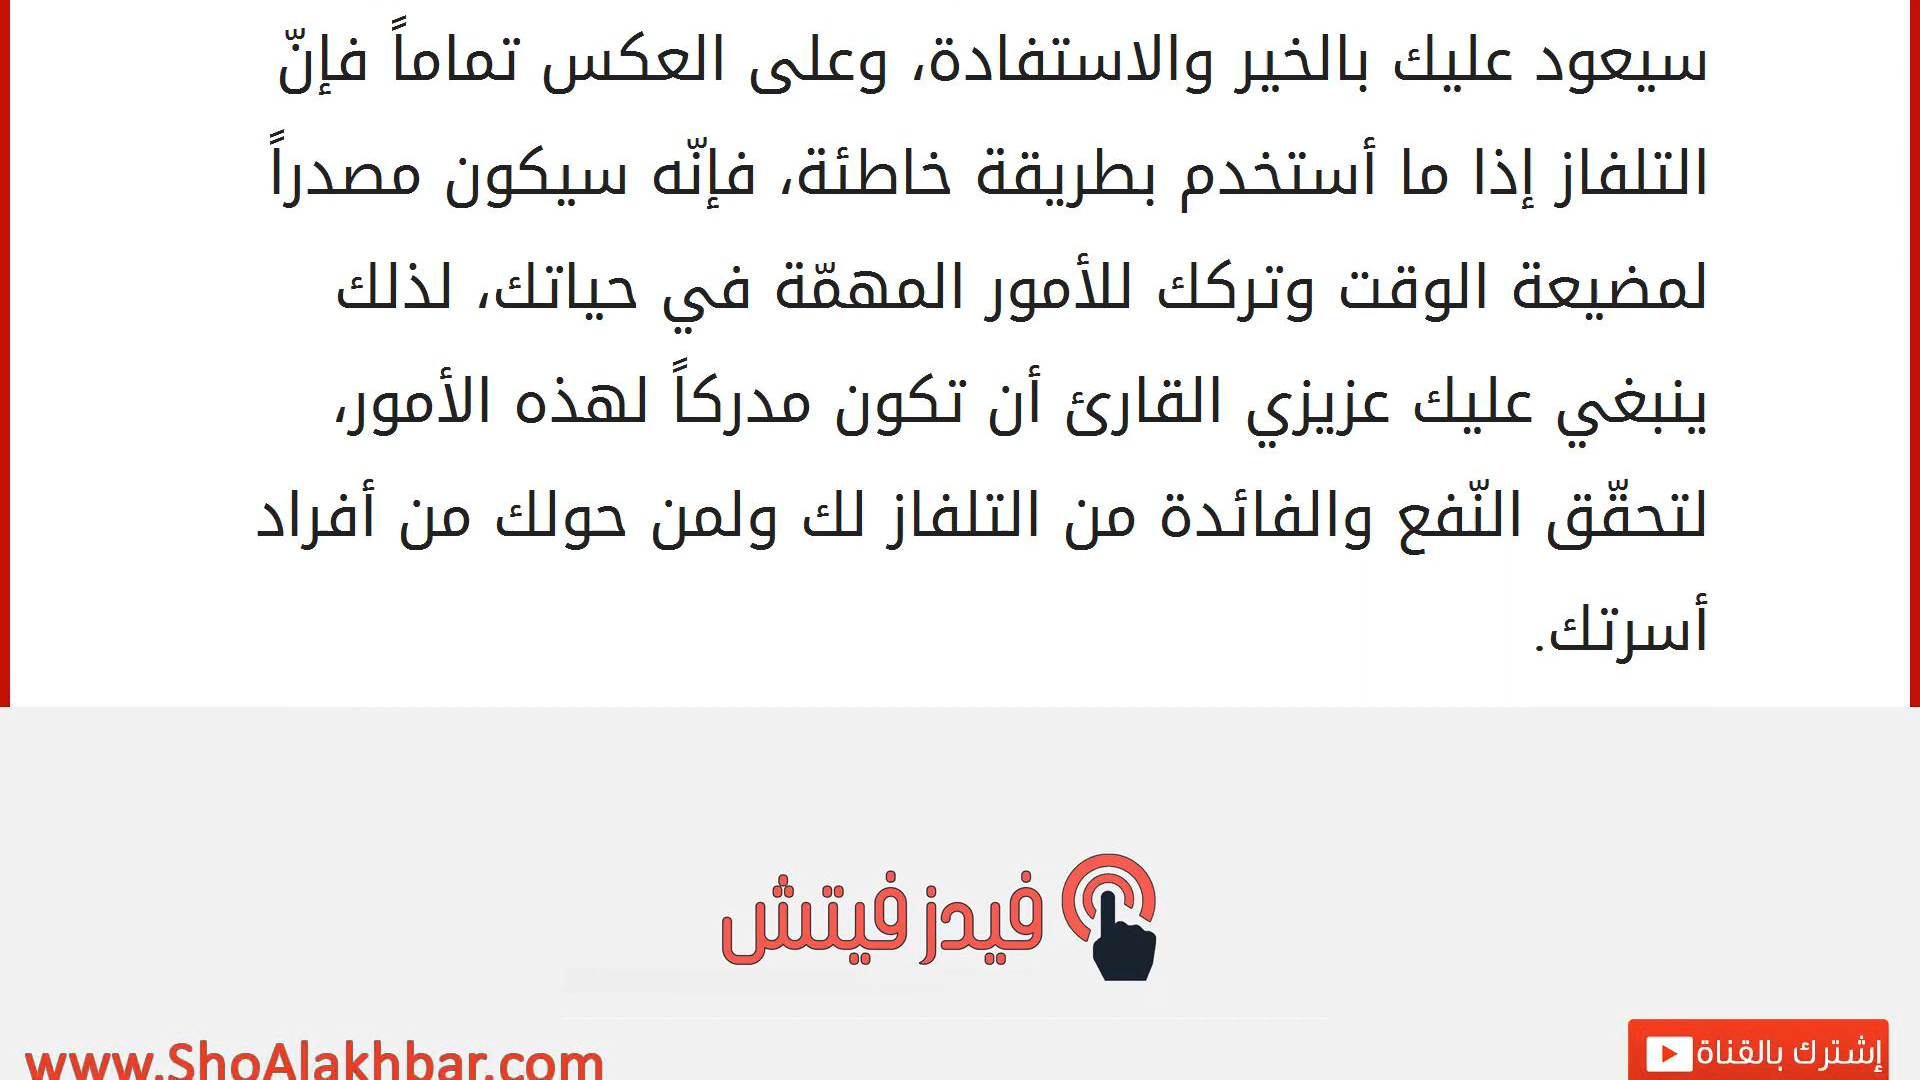 سيعود عليك بالخير والاستفادة، وعلى العكس تماماً فإنّ
التلفاز إذا ما أستخدم بطريقة خاطئة، فإنّه سيكون مصدراً
لمضيعة الوقت وتركك للأمور المهمّة في حياتك، لذلك
ينبغي عليك عزيزي القارئ أن تكون مدركاً لهذه الأمور،
لتحقّق النّفع والفائدة من التلفاز لك ولمن حولك من أفراد
أسرتك.
فيدز فيتش
www.ShoAlakhbar.com
إشترك بالقناة